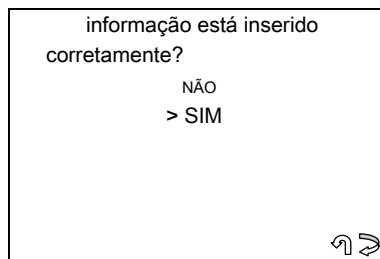 informação está inserido
corretamente?
NÃO
> SIM